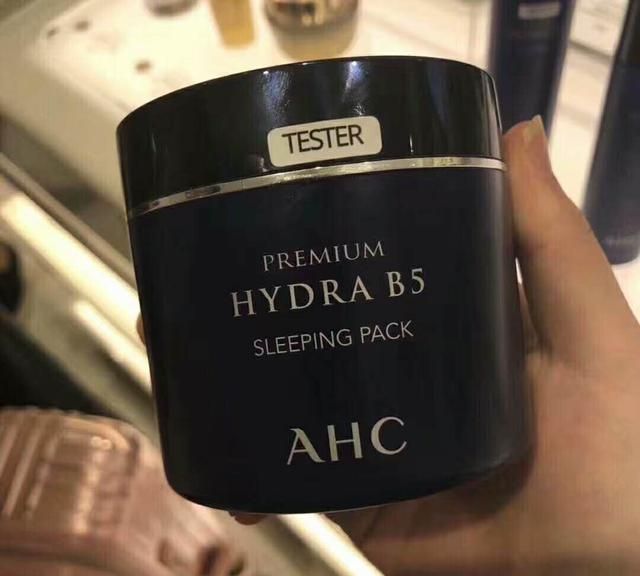 TESTER
PREMIUM
HYDRA B5
SLEEPING PACK
AHC